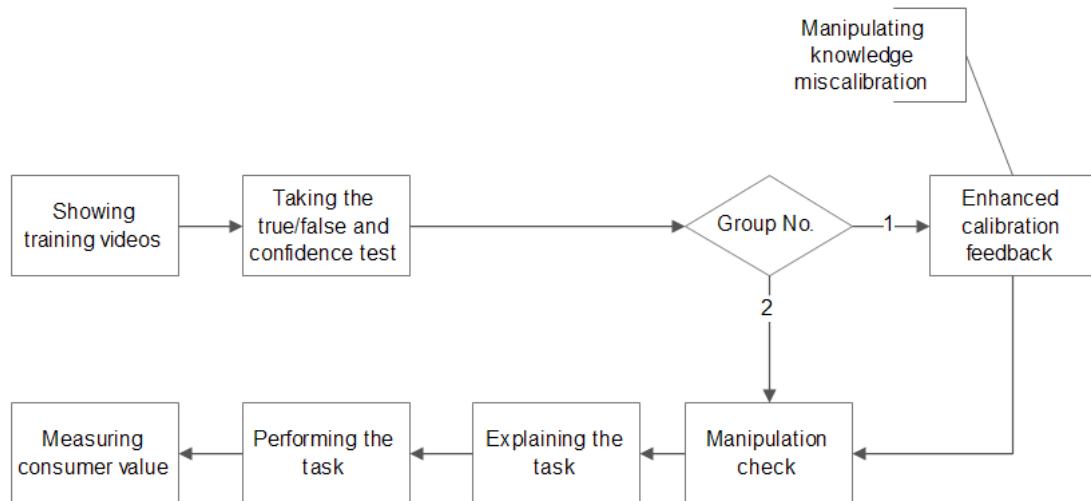 Manipulating
knowledge
miscalibration
Showing
training videos
Taking the
true/false and
confidence test
Group No.
1
Enhanced
calibration
feedback
2
Measuring
consumer value
Performing the
task
Explaining the
task
Manipulation
check